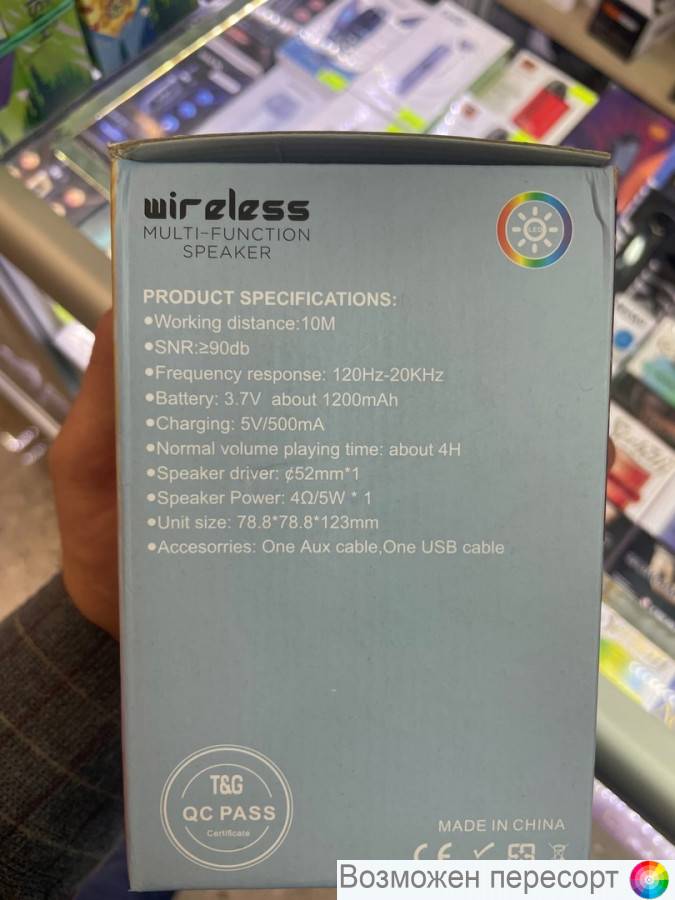 wireless
MULTI-FUNCTION
SPEAKER
LED
PRODUCT SPECIFICATIONS:
•Working distance:10M
•SNR:≥90db
•Frequency response: 120Hz-20KHz
•Battery: 3.7V about 1200mAh
•Charging: 5V/500mA
•Normal volume playing time: about 4H
•Speaker driver: ¢52mm*1
•Speaker Power: 4Ω/5W * 1
•Unit size: 78.8*78.8*123mm
•Accesorries: One Aux cable,One USB cable
T&G
QC PASS
Certificate
MADE IN CHINA
CE
Возможен пересорт